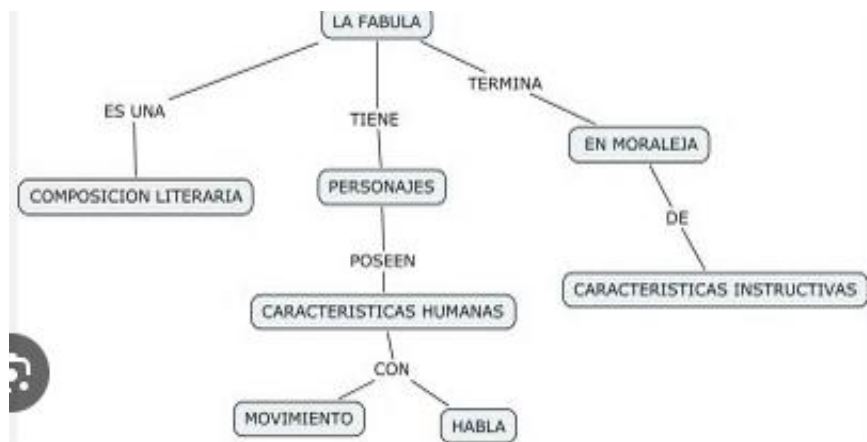 LA FABULA
TERMINA
ES UNA
TIENE
EN MORALEJA
COMPOSICION LITERARIA
PERSONAJES
DE
POSEEN
CARACTERISTICAS INSTRUCTIVAS
CARACTERISTICAS HUMANAS
CON
MOVIMIENTO
HABLA